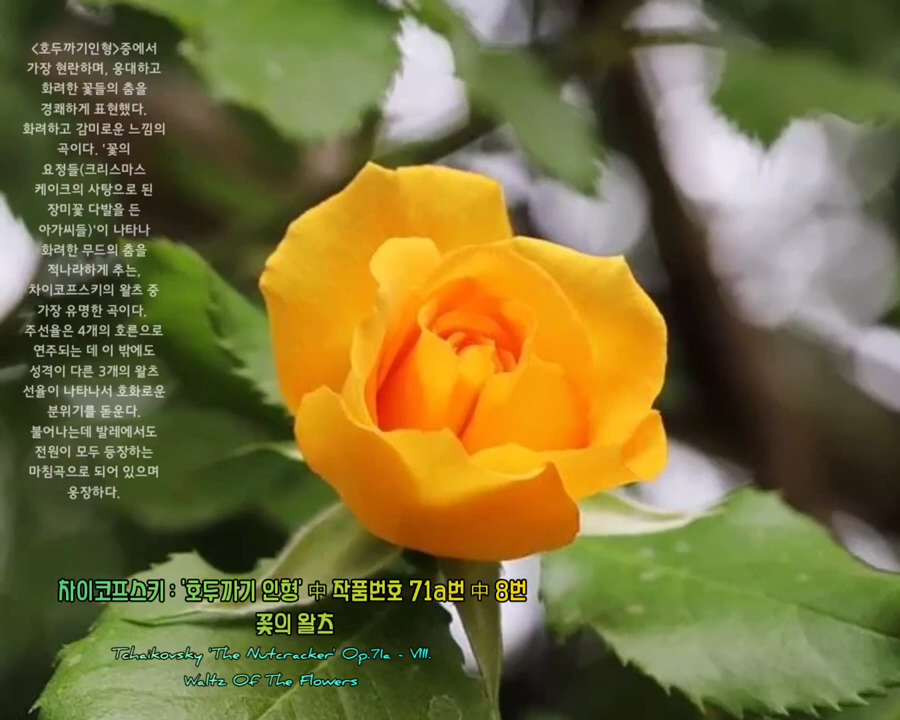 <호두까기인형>중에서
가장 현란하며, 웅대하고
화려한 꽃들의 춤을
경쾌하게 표현했다.
화려하고 감미로운 느낌의
곡이다. '꽃의
요정들(크리스마스
케이크의 사탕으로 된
장미꽃 다발을 든
아가씨들)'이 나타나
화려한 무드의 춤을
적나라하게 추는,
차이코프스키의 왈츠 중
가장 유명한 곡이다.
주선율은 4개의 호른으로
연주되는 데 이 밖에도
성격이 다른 3개의 왈츠
선율이 나타나서 호화로운
분위기를 돋운다.
불어나는데 발레에서도
전원이 모두 등장하는
마침곡으로 되어 있으며
웅장하다.
차이코프스키 : '호두까기 인형' 中 작품번호 71a번 中 8번
꽃의 왈츠
Tchaikovsky 'The Nutcracker' Op.71a - VIII.
Waltz Of The Flowers